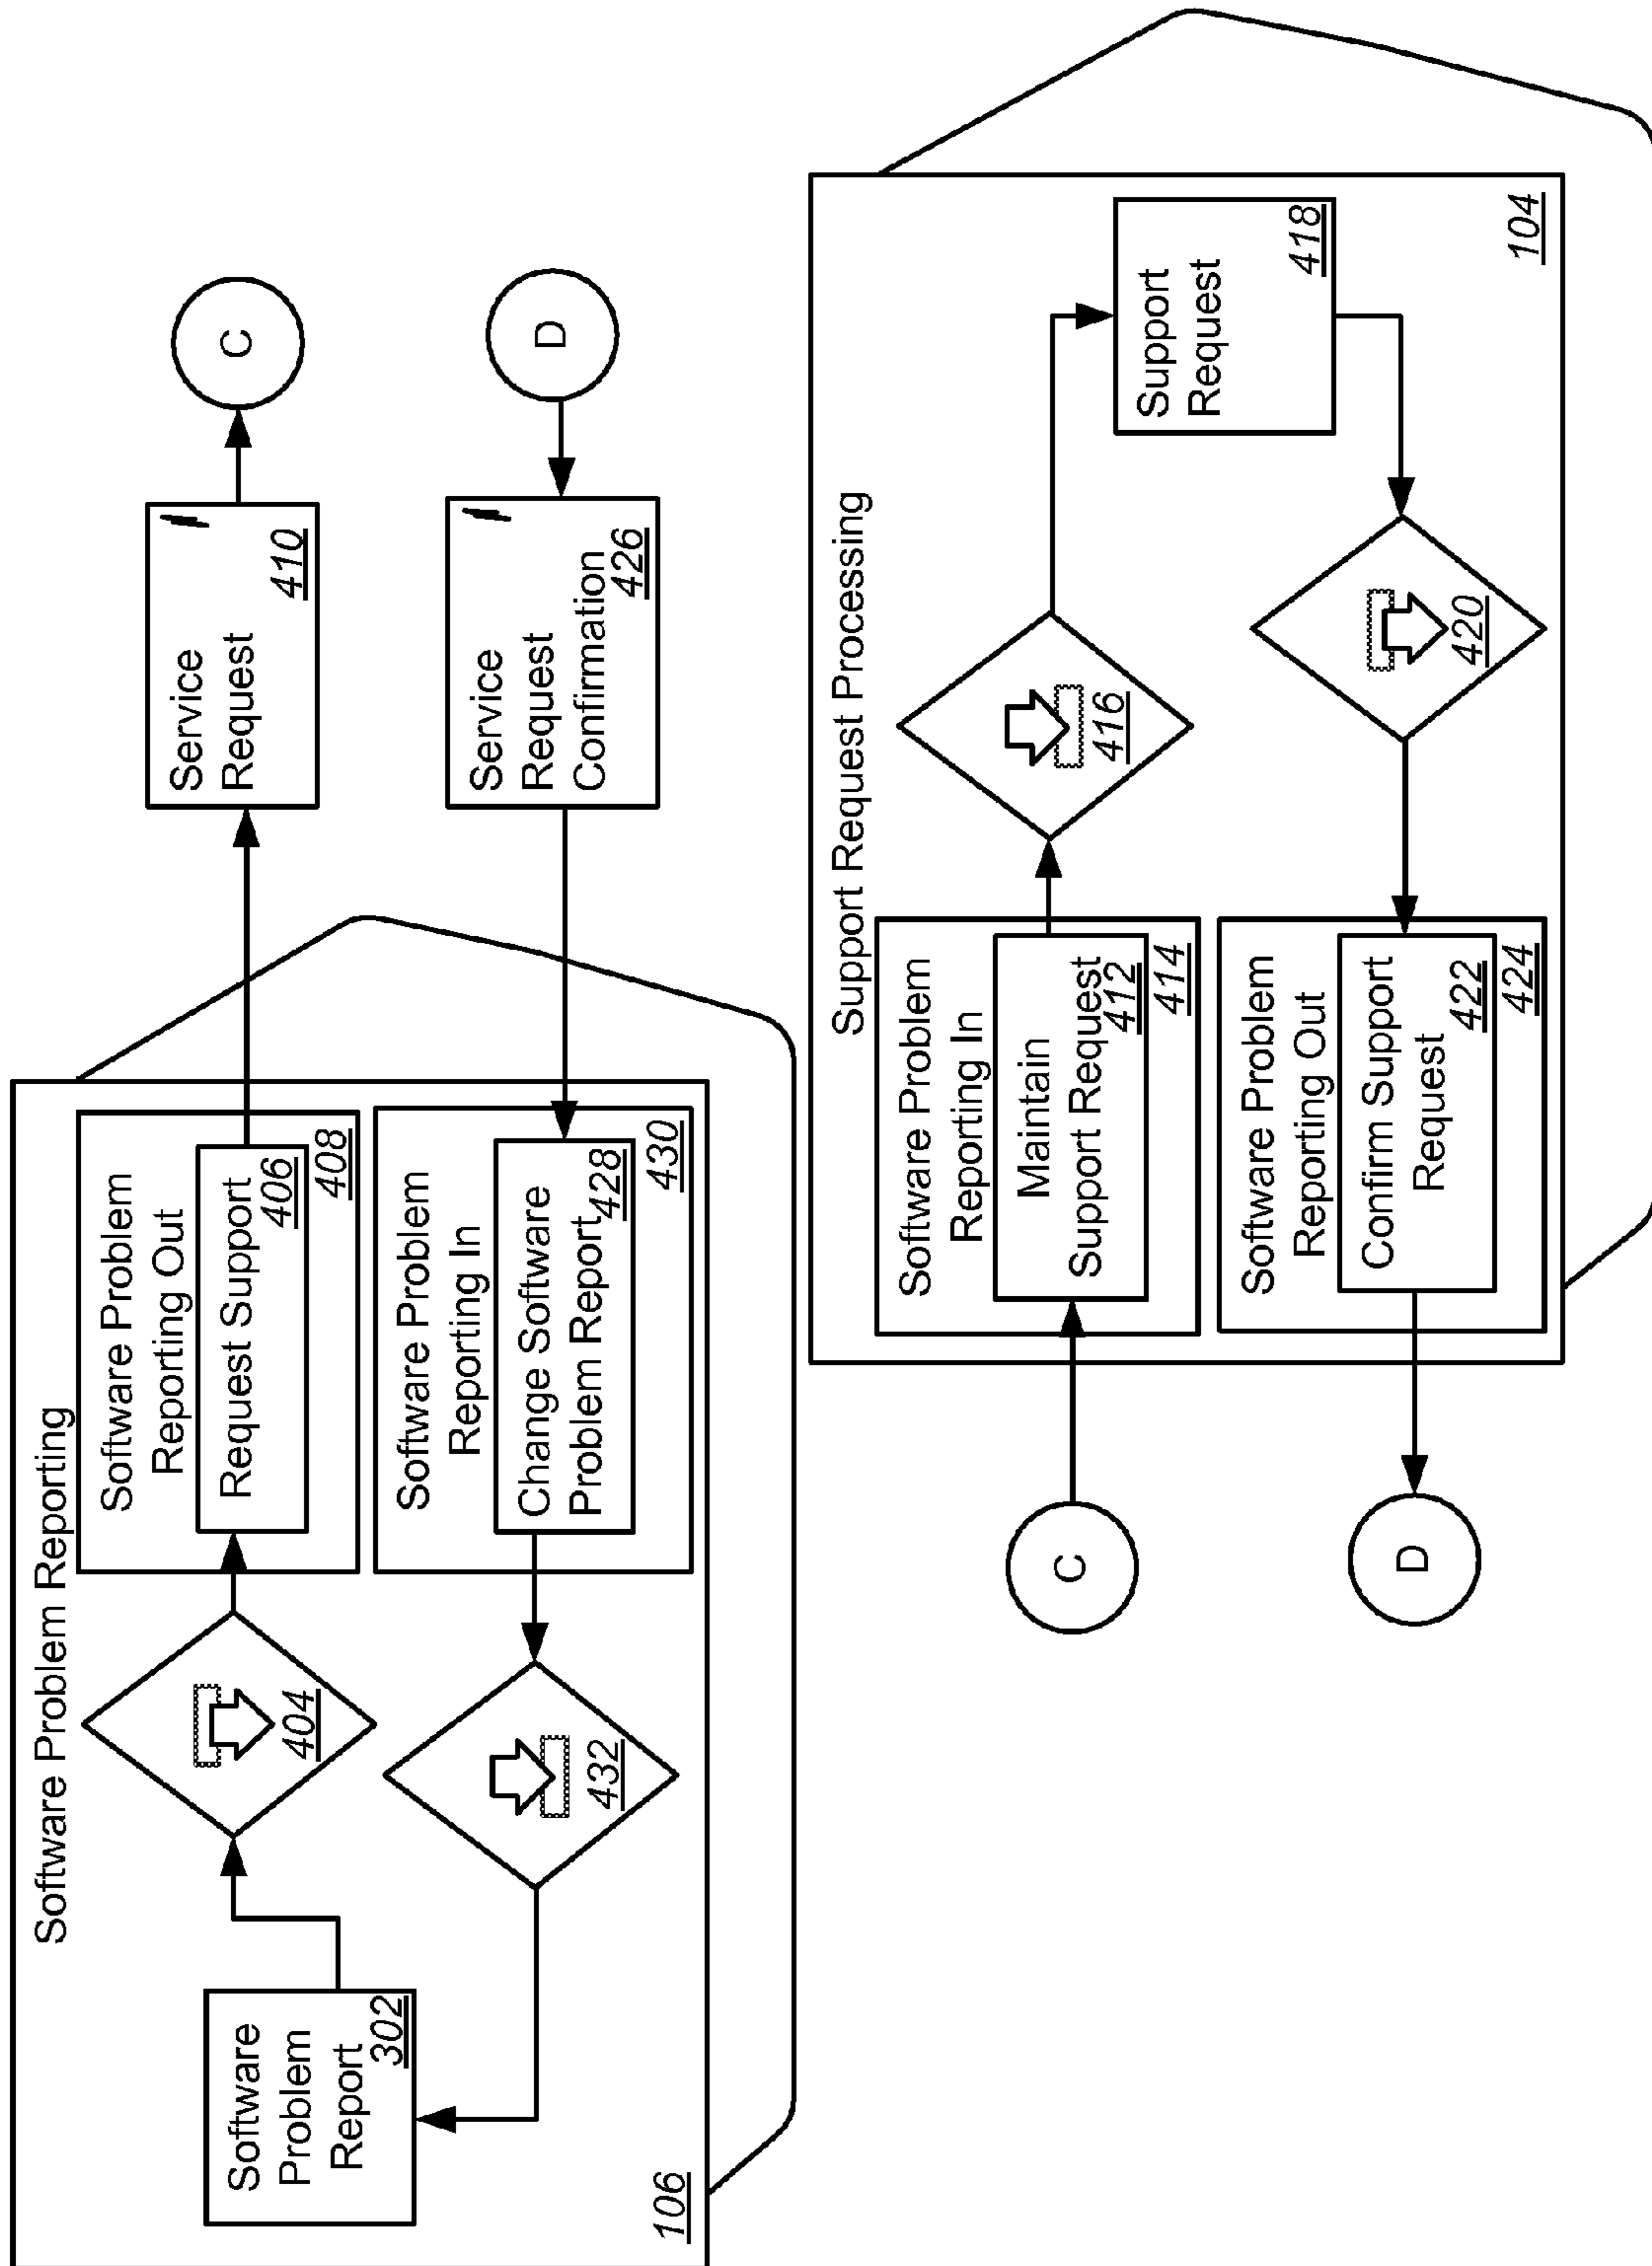 Software Problem Reporting
Software
Problem
Report
302
404
Software Problem
Reporting Out
Request Support
406
408
Service
Request
410
C
432
Software Problem
Reporting In
Change Software
Problem Report
428
430
Service
Request
Confirmation
426
D
106
Support Request Processing
C
Software Problem
Reporting In
Maintain
Support Request
412
414
416
Support
Request
418
D
Software Problem
Reporting Out
Confirm Support
Request
422
424
420
104